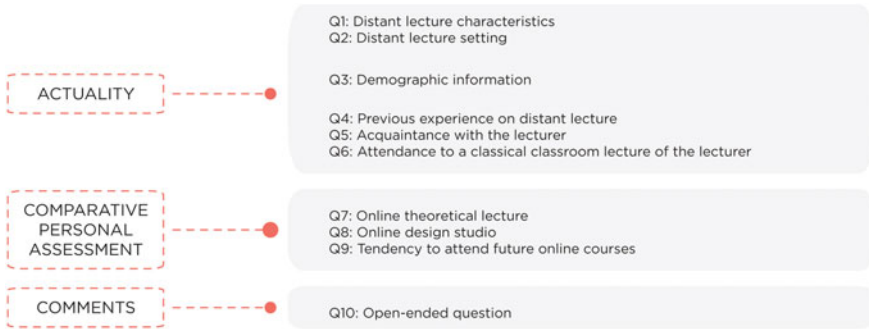 ACTUALITY
Q1: Distant lecture characteristics
Q2: Distant lecture setting
Q3: Demographic information
Q4: Previous experience on distant lecture
Q5: Acquaintance with the lecturer
Q6: Attendance to a classical classroom lecture of the lecturer
COMPARATIVE
PERSONAL
ASSESSMENT
Q7: Online theoretical lecture
Q8: Online design studio
Q9: Tendency to attend future online courses
COMMENTS
Q10: Open-ended question